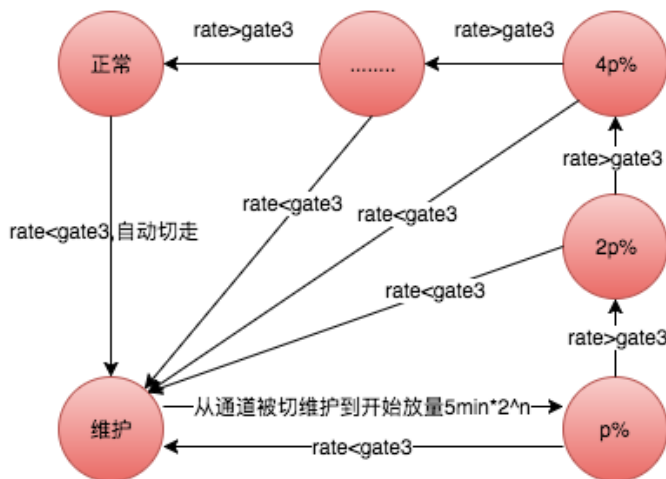 rate>gate3
rate>gate3
正常
........
4p%
rate>gate3
rate<gate3
rate<gate3
rate<gate3,自动切走
2p%
rate<gate3
rate>gate3
从通道被切维护到开始放量5min*2^n
维护
p%
rate<gate3